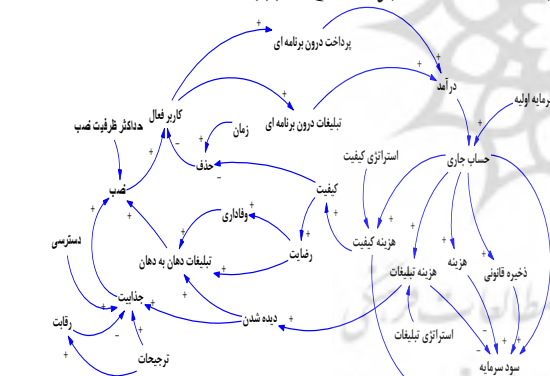 پرداخت درون برنامه ای
درآمد
سرمایه اولیه
کاربر فعال
تبلیغات درون برنامه ای
حداکثر ظرفیت نصب
زمان
حذف
استراتژی کیفیت
حساب جاری
نصب
کیفیت
وفاداری
دسترسی
تبلیغات دهان به دهان
رضایت
هزینه کیفیت
هزینه
هزینه تبلیغات
ذخیره قانونی
جذابیت
رقابت
دیده شدن
استراتژی تبلیغات
ترجیحات
سود سرمایه